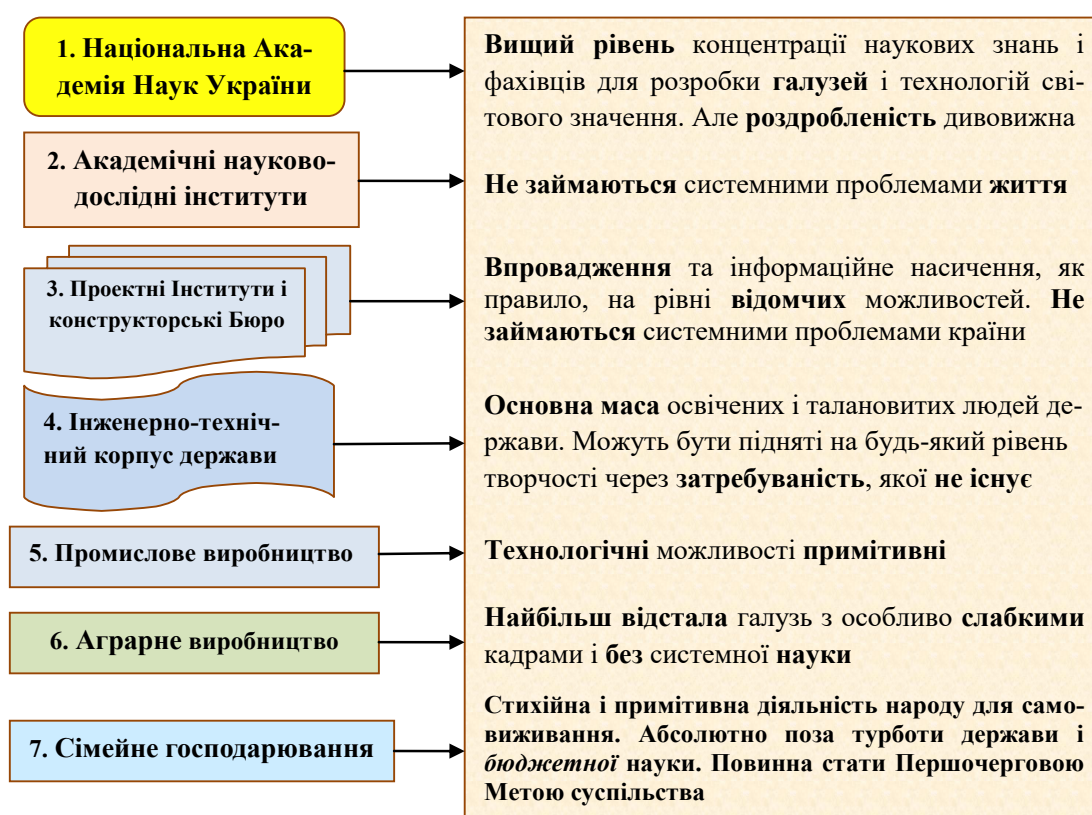 1. Національна Ака-
демія Наук України
Вищий рівень концентрації наукових знань і
фахівців для розробки галузей і технологій сві-
тового значення. Але роздробленість дивовижна
2. Академічні науково-
дослідні інститути
Не займаються системними проблемами життя
3. Проектні Інститути і
конструкторські Бюро
Впровадження та інформаційне насичення, як
правило, на рівні відомчих можливостей. Не
займаються системними проблемами країни
4. Інженерно-техніч-
ний корпус держави
Основна маса освічених і талановитих людей де-
ржави. Можуть бути підняті на будь-який рівень
творчості через затребуваність, якої не існує
5. Промислове виробництво
Технологічні можливості примітивні
6. Аграрне виробництво
Найбільш відстала галузь з особливо слабкими
кадрами і без системної науки
7. Сімейне господарювання
Стихійна і примітивна діяльність народу для само-
виживання. Абсолютно поза турботи держави і
бюджетної науки. Повинна стати Першочерговою
Метою суспільства